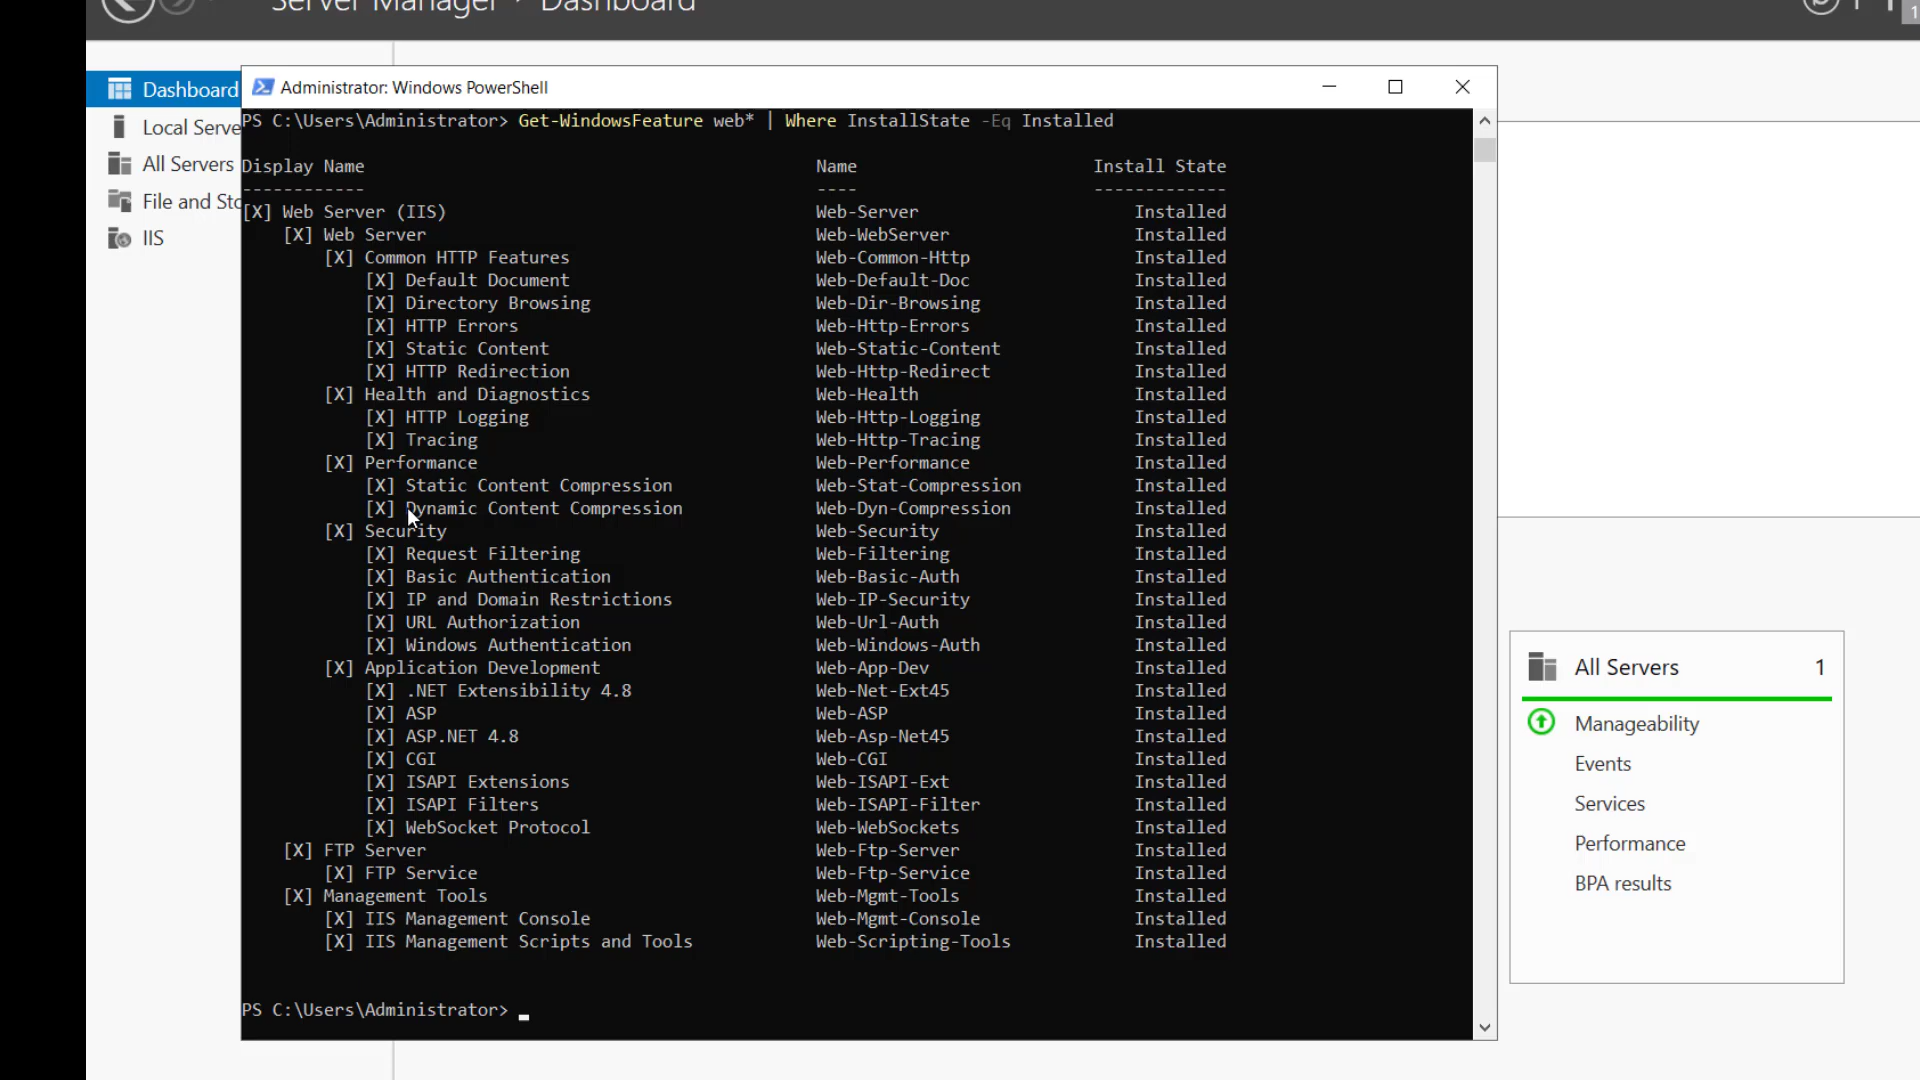 Server Manager · Dashboard
Dashboard
Local Serve
All Servers
File and Sto
IIS
Administrator: Windows PowerShell
PS C:\Users\Administrator> Get-WindowsFeature web* | Where InstallState -Eq Installed
Display Name Name Install State
------------ ---- -------------
[X] Web Server (IIS) Web-Server Installed
[X] Web Server Web-WebServer Installed
[X] Common HTTP Features Web-Common-Http Installed
[X] Default Document Web-Default-Doc Installed
[X] Directory Browsing Web-Dir-Browsing Installed
[X] HTTP Errors Web-Http-Errors Installed
[X] Static Content Web-Static-Content Installed
[X] HTTP Redirection Web-Http-Redirect Installed
[X] Health and Diagnostics Web-Health Installed
[X] HTTP Logging Web-Http-Logging Installed
[X] Tracing Web-Http-Tracing Installed
[X] Performance Web-Performance Installed
[X] Static Content Compression Web-Stat-Compression Installed
[X] Dynamic Content Compression Web-Dyn-Compression Installed
[X] Security Web-Security Installed
[X] Request Filtering Web-Filtering Installed
[X] Basic Authentication Web-Basic-Auth Installed
[X] IP and Domain Restrictions Web-IP-Security Installed
[X] URL Authorization Web-Url-Auth Installed
[X] Windows Authentication Web-Windows-Auth Installed
[X] Application Development Web-App-Dev Installed
[X] .NET Extensibility 4.8 Web-Net-Ext45 Installed
[X] ASP Web-ASP Installed
[X] ASP.NET 4.8 Web-Asp-Net45 Installed
[X] CGI Web-CGI Installed
[X] ISAPI Extensions Web-ISAPI-Ext Installed
[X] ISAPI Filters Web-ISAPI-Filter Installed
[X] WebSocket Protocol Web-WebSockets Installed
[X] FTP Server Web-Ftp-Server Installed
[X] FTP Service Web-Ftp-Service Installed
[X] Management Tools Web-Mgmt-Tools Installed
[X] IIS Management Console Web-Mgmt-Console Installed
[X] IIS Management Scripts and Tools Web-Scripting-Tools Installed
PS C:\Users\Administrator>
All Servers 1
Manageability
Events
Services
Performance
BPA results